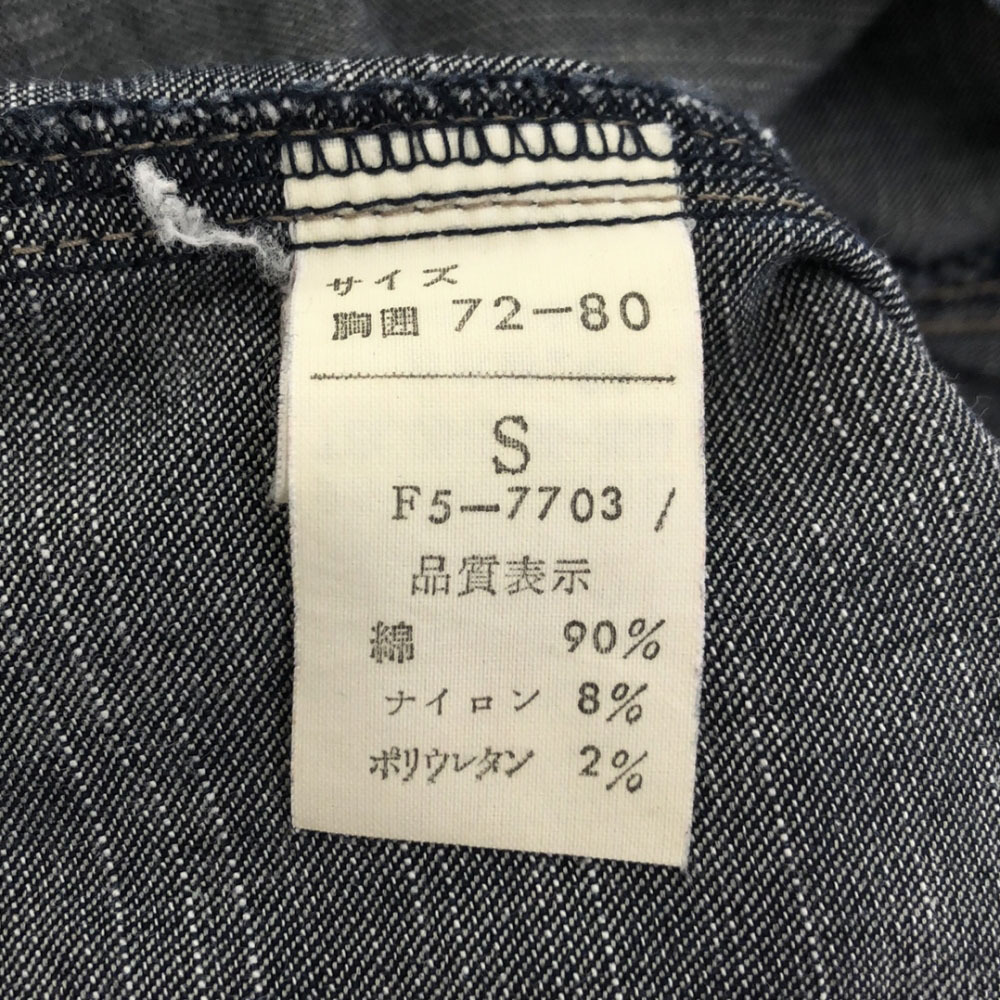 サイズ
胸囲 72-80
S
F5-7703 /
品質表示
綿 90%
ナイロン 8%
ポリウレタン 2%